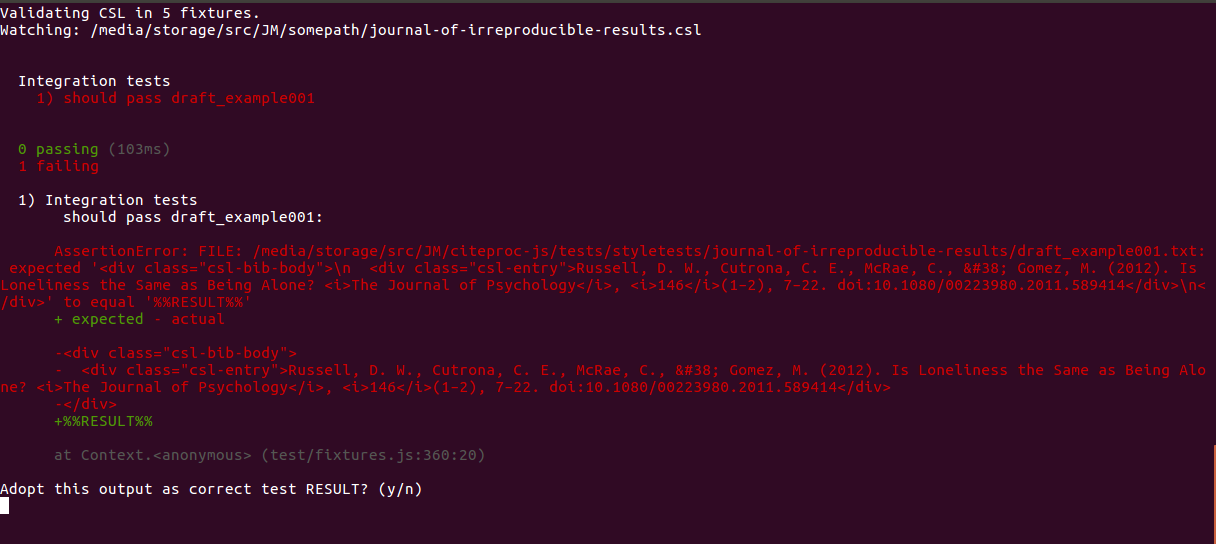 Validating CSL in 5 fixtures.
Watching: /media/storage/src/JM/somepath/journal-of-irreproducible-results.csl
Integration tests
1) should pass draft_example001
0 passing (103ms)
1 failing
1) Integration tests
should pass draft_example001:
AssertionError: FILE: /media/storage/src/JM/citeproc-js/tests/styletests/journal-of-irreproducible-results/draft_example001.txt:
expected '<div class="csl-bib-body">\n  <div class="csl-entry">Russell, D. W., Cutrona, C. E., McRae, C., &#38; Gomez, M. (2012). Is
Loneliness the Same as Being Alone? <i>The Journal of Psychology</i>, <i>146</i>(1–2), 7–22. doi:10.1080/00223980.2011.589414</div>\n<
/div>' to equal '%%RESULT%%'
+ expected - actual
-<div class="csl-bib-body">
-  <div class="csl-entry">Russell, D. W., Cutrona, C. E., McRae, C., &#38; Gomez, M. (2012). Is Loneliness the Same as Being Alo
ne? <i>The Journal of Psychology</i>, <i>146</i>(1–2), 7–22. doi:10.1080/00223980.2011.589414</div>
-</div>
+%%RESULT%%
at Context.<anonymous> (test/fixtures.js:360:20)
Adopt this output as correct test RESULT? (y/n)